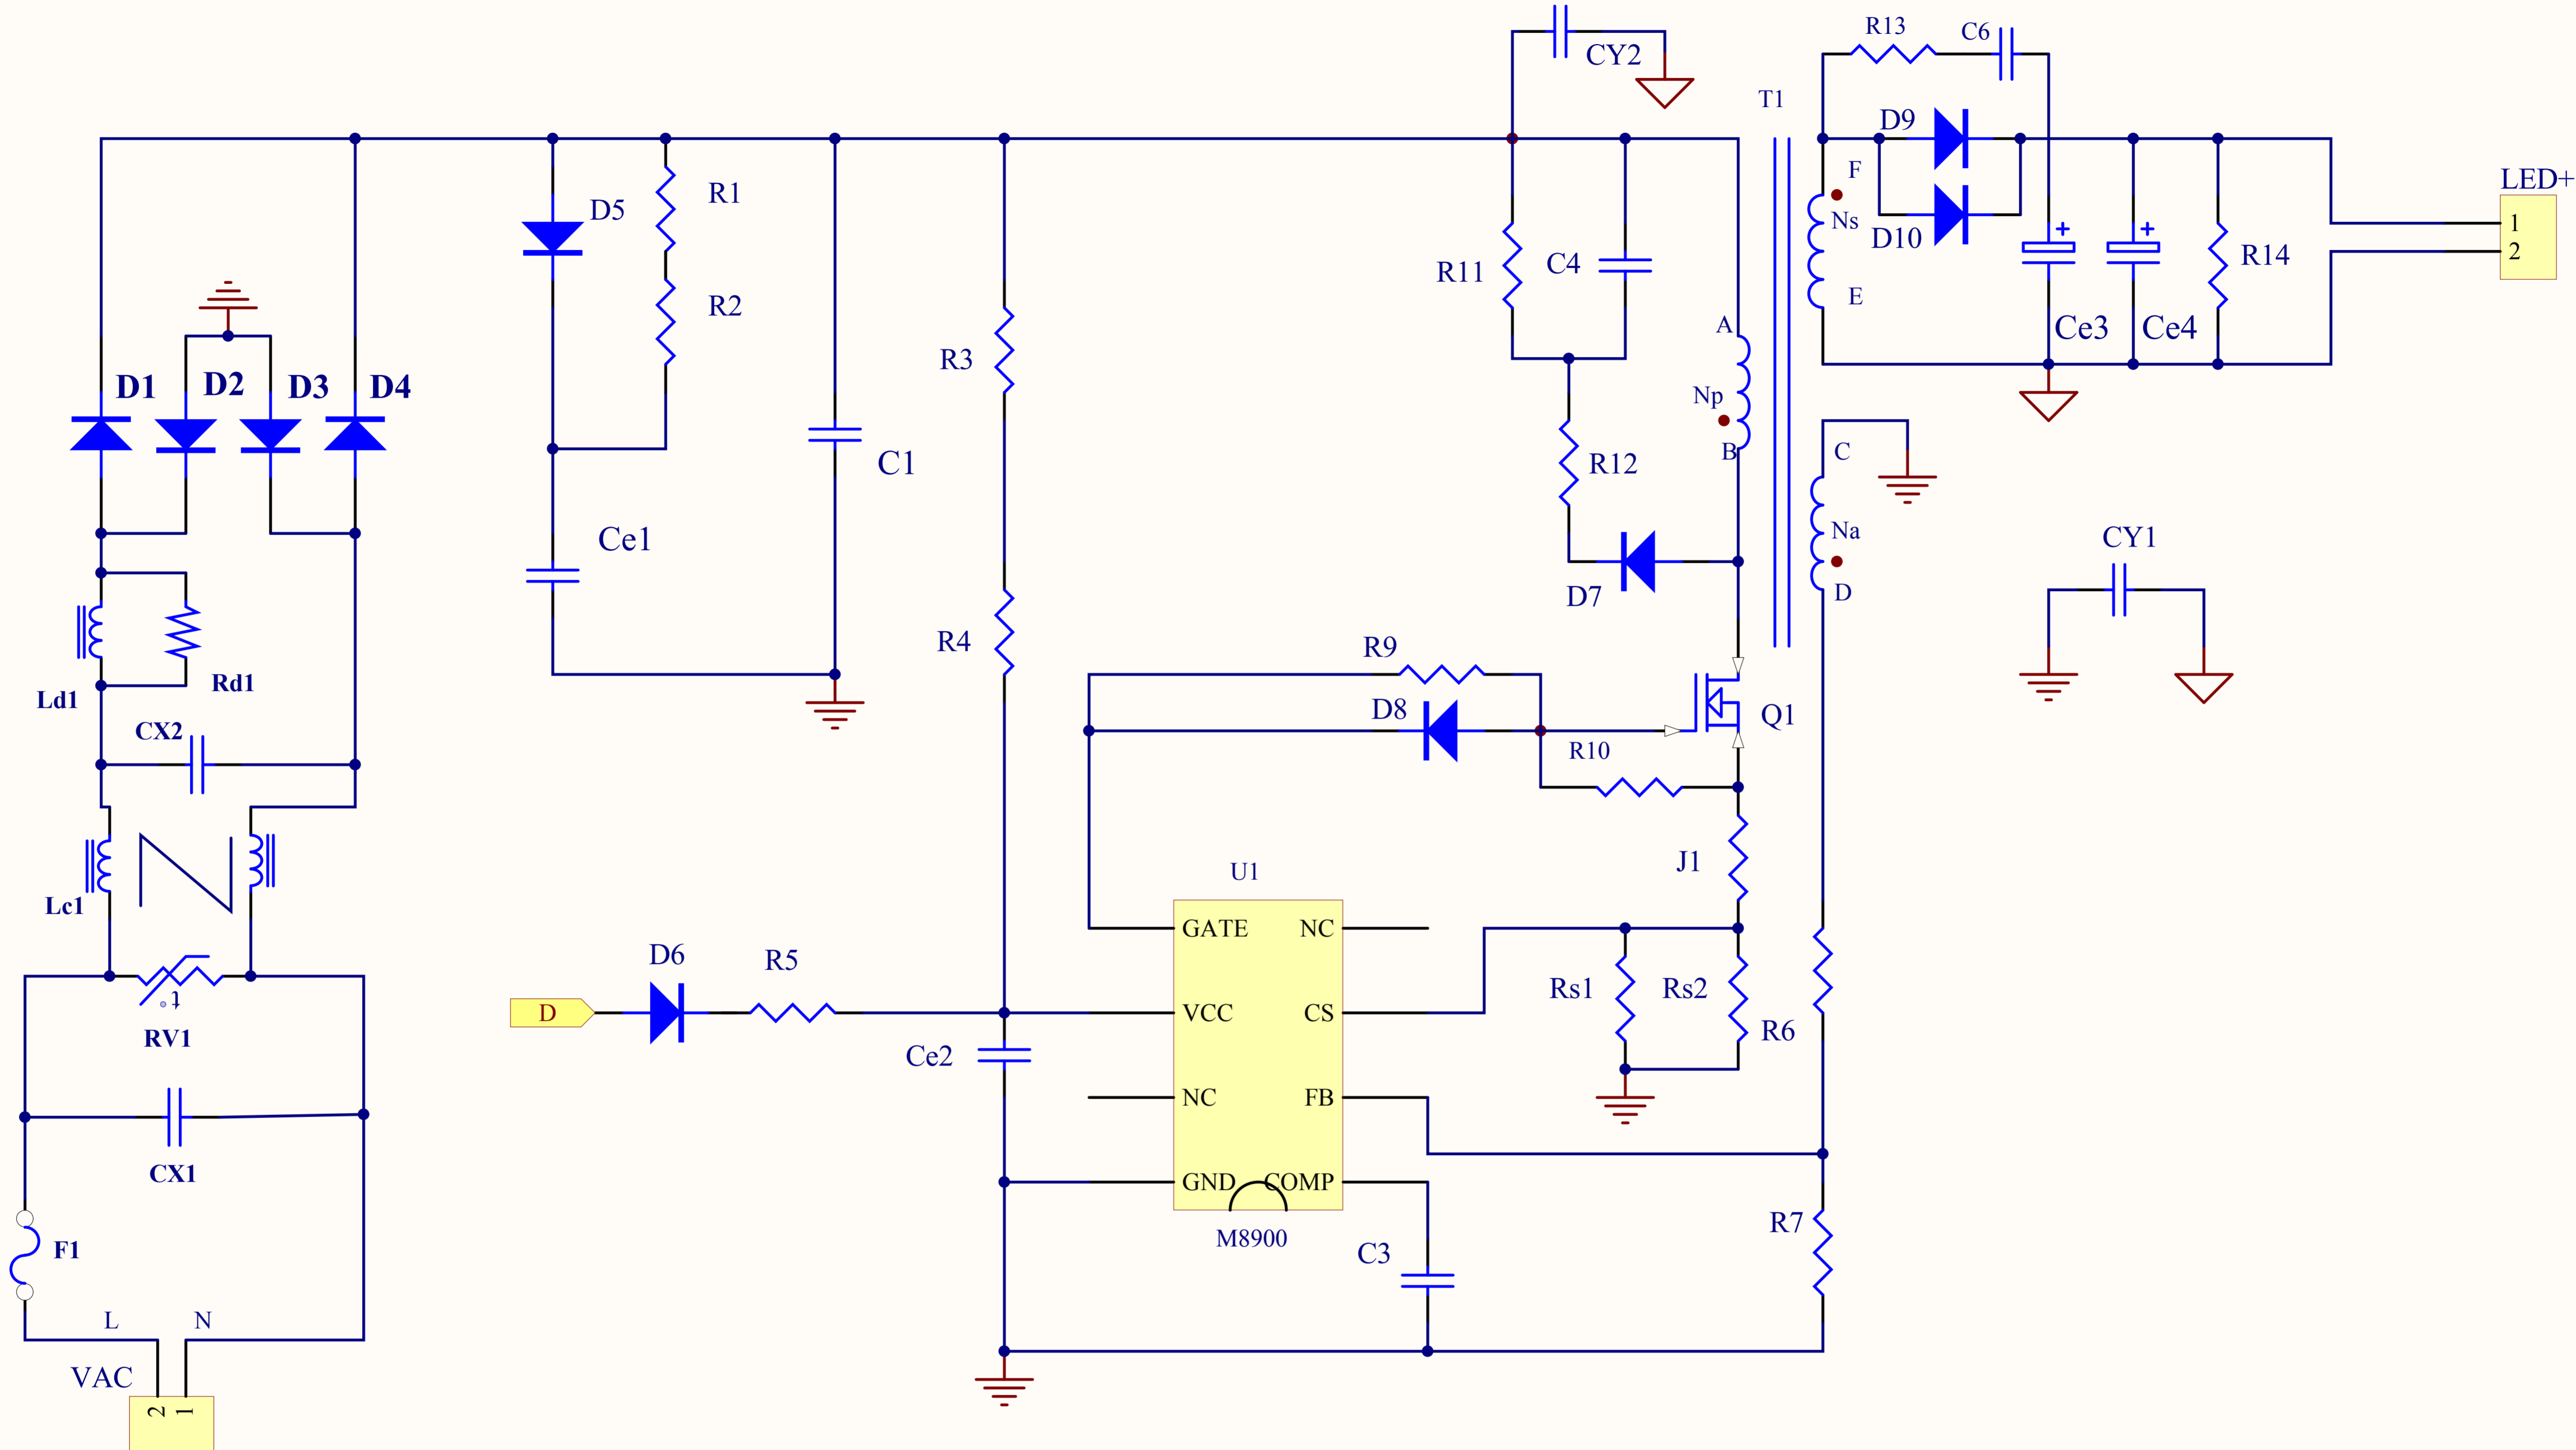 CY2
R13
C6
T1
D9
F
Ns
D10
E
LED+
1
2
R14
Ce3
Ce4
D5
R1
R2
R11
C4
A
Np
B
R3
D1
D2
D3
D4
C1
R12
C
Na
D
CY1
Ce1
D7
R4
R9
Ld1
Rd1
D8
Q1
R10
CX2
J1
U1
Lc1
GATE
NC
VCC
CS
NC
FB
GND
COMP
M8900
D6
R5
D
Rs1
Rs2
R6
t
RV1
Ce2
CX1
R7
F1
C3
L
N
VAC
2
1